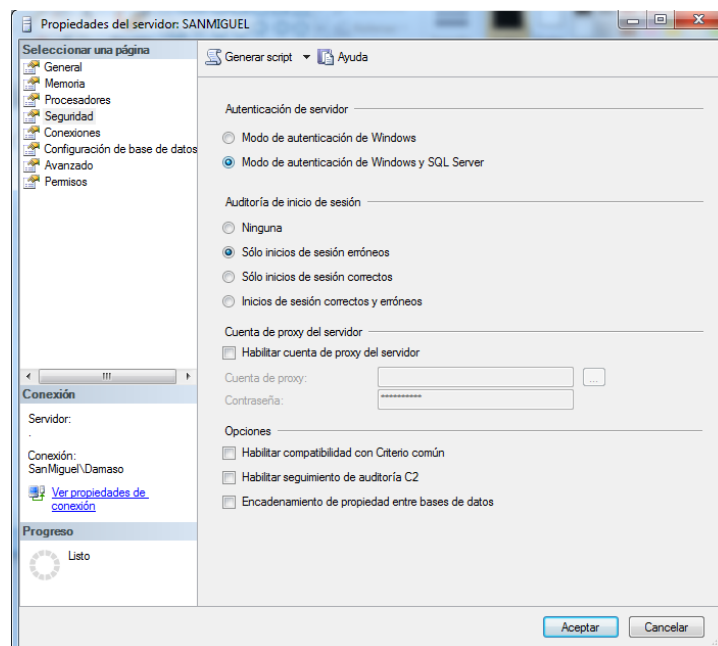 Propiedades del servidor: SANMIGUEL
Seleccionar una página
General
Memoria
Procesadores
Seguridad
Conexiones
Configuración de base de datos
Avanzado
Permisos
Conexión
Servidor:
.
Conexión:
SanMiguel\Damaso
Ver propiedades de
conexión
Progreso
Listo
Generar script
Ayuda
Autenticación de servidor
Modo de autenticación de Windows
Modo de autenticación de Windows y SQL Server
Auditoría de inicio de sesión
Ninguna
Sólo inicios de sesión erróneos
Sólo inicios de sesión correctos
Inicios de sesión correctos y erróneos
Cuenta de proxy del servidor
Habilitar cuenta de proxy del servidor
Cuenta de proxy:
...
Contraseña: **********
Opciones
Habilitar compatibilidad con Criterio común
Habilitar seguimiento de auditoría C2
Encadenamiento de propiedad entre bases de datos
Aceptar
Cancelar